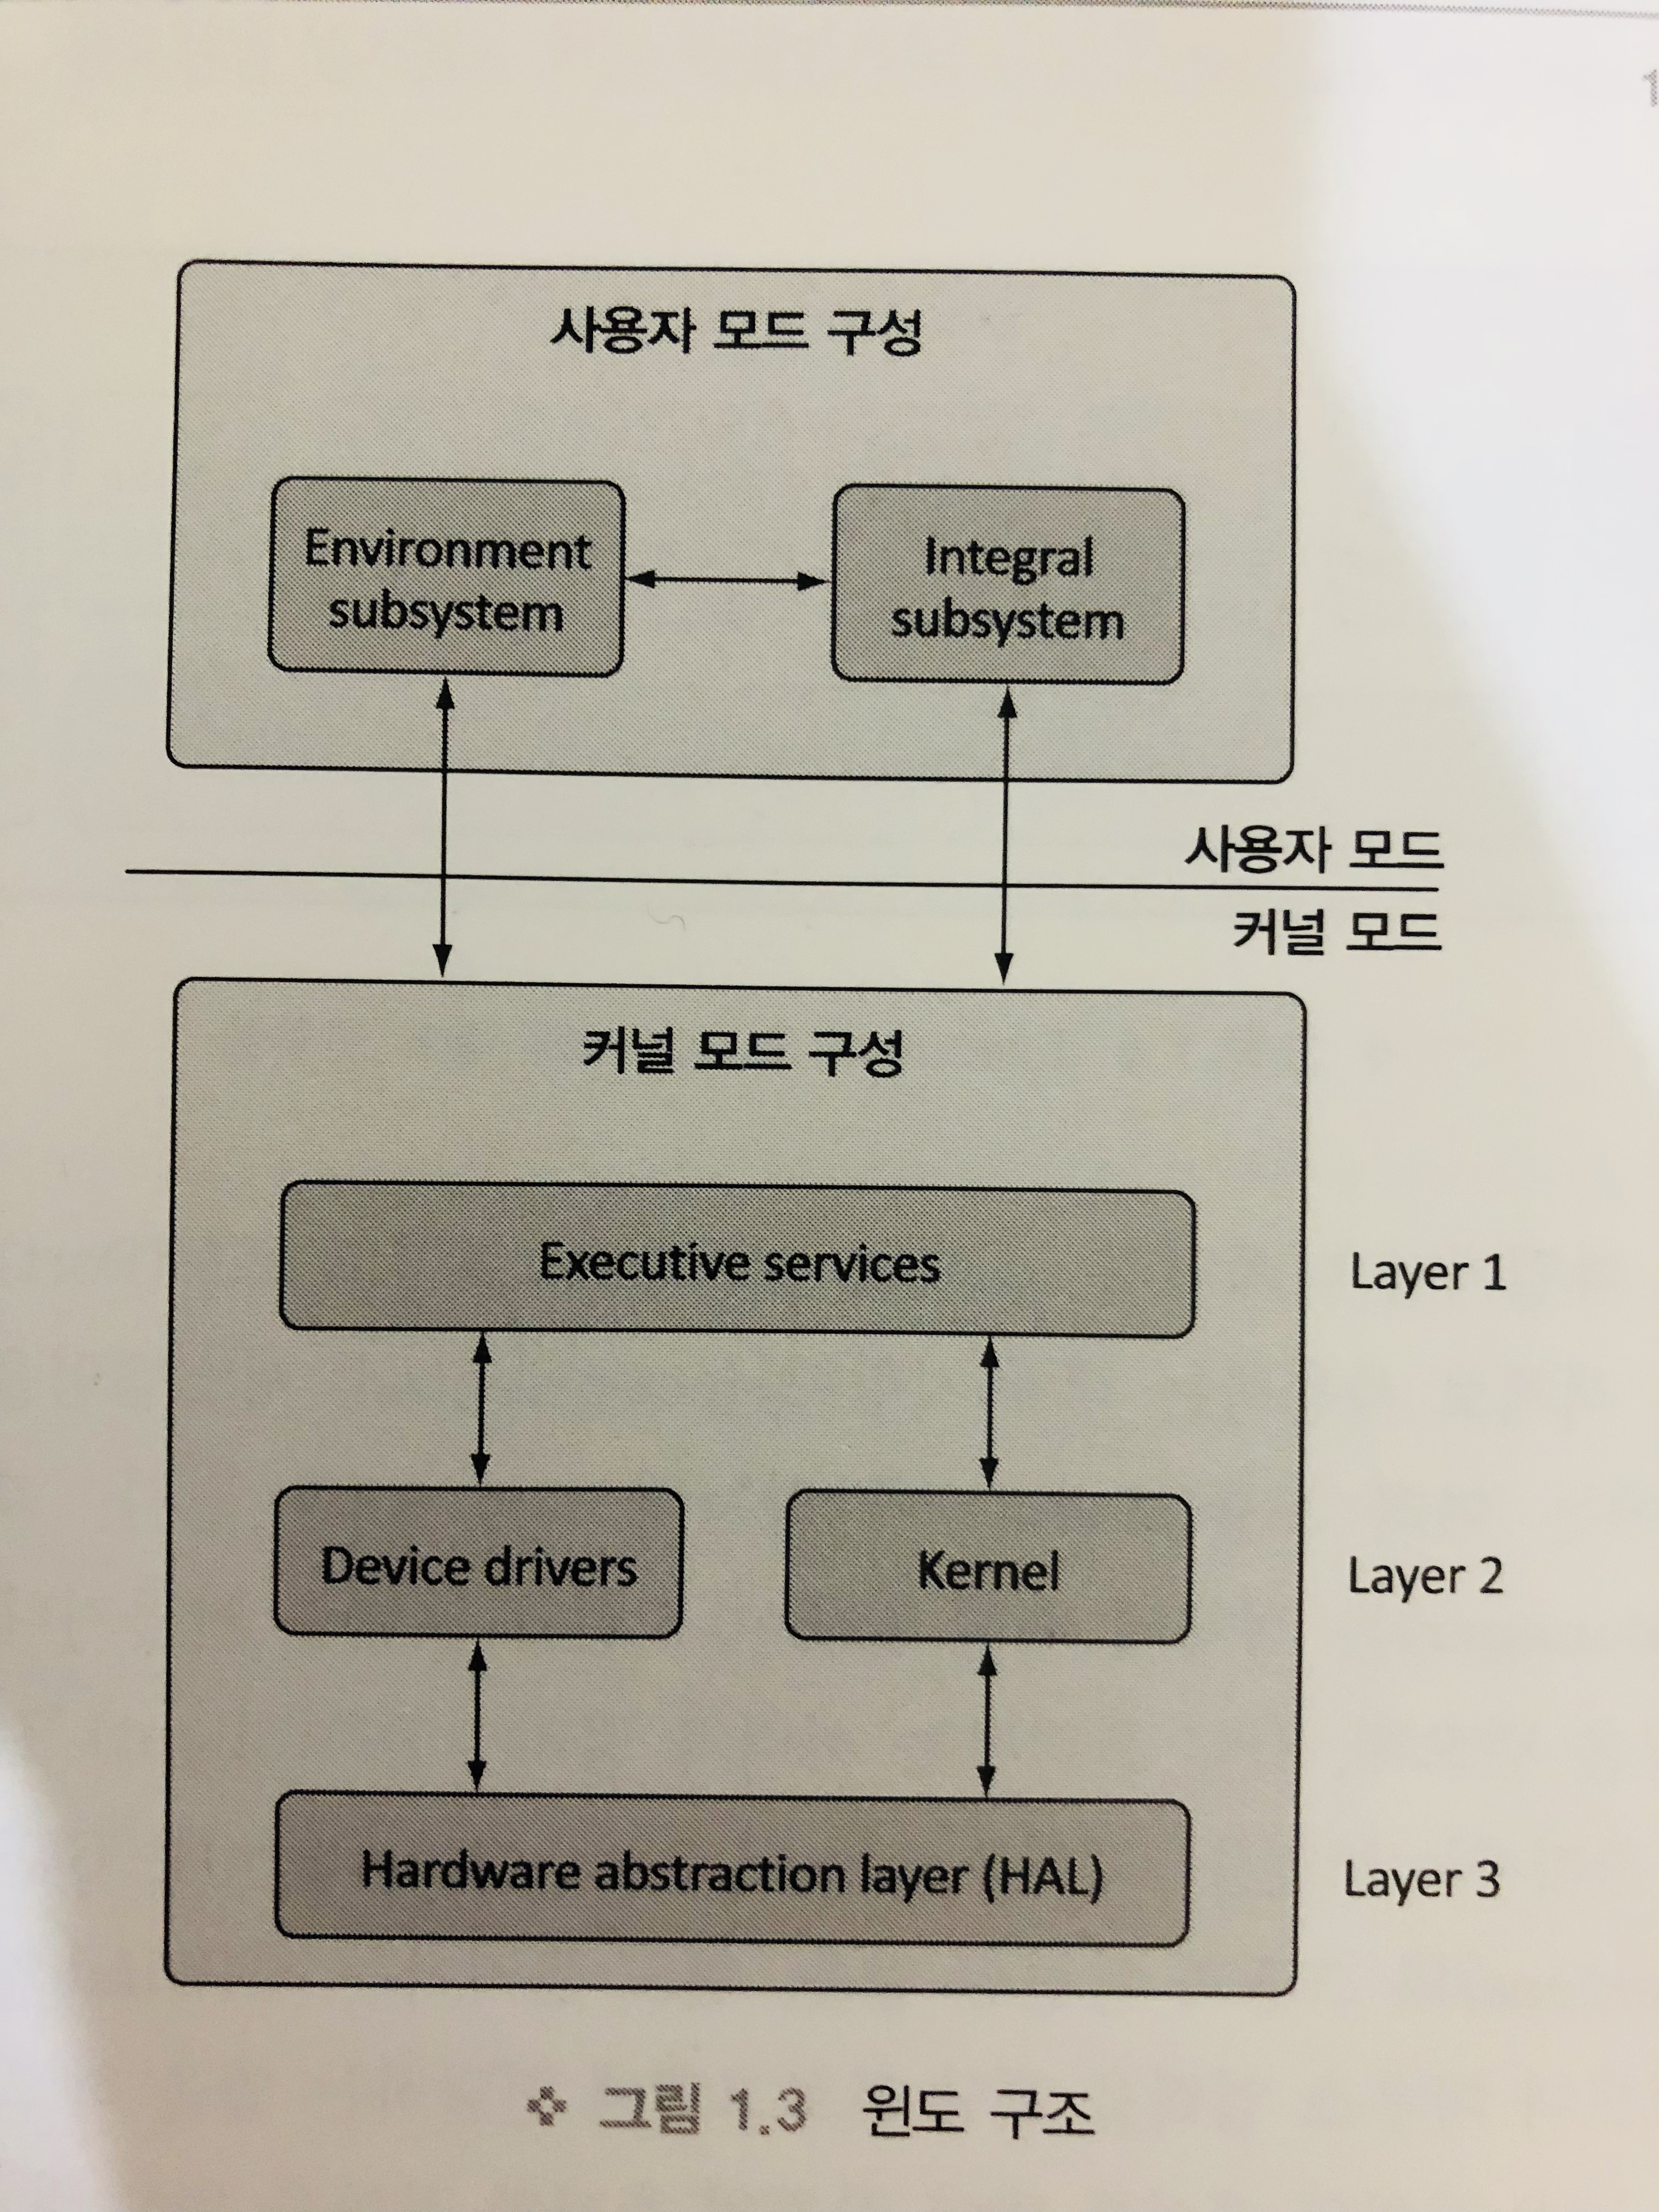 1
사용자 모드 구성
Environment
subsystem
Integral
subsystem
사용자 모드
커널 모드
커널 모드 구성
Executive services
Layer 1
Device drivers
Kernel
Layer 2
Hardware abstraction layer (HAL)
Layer 3
그림 1.3 윈도 구조